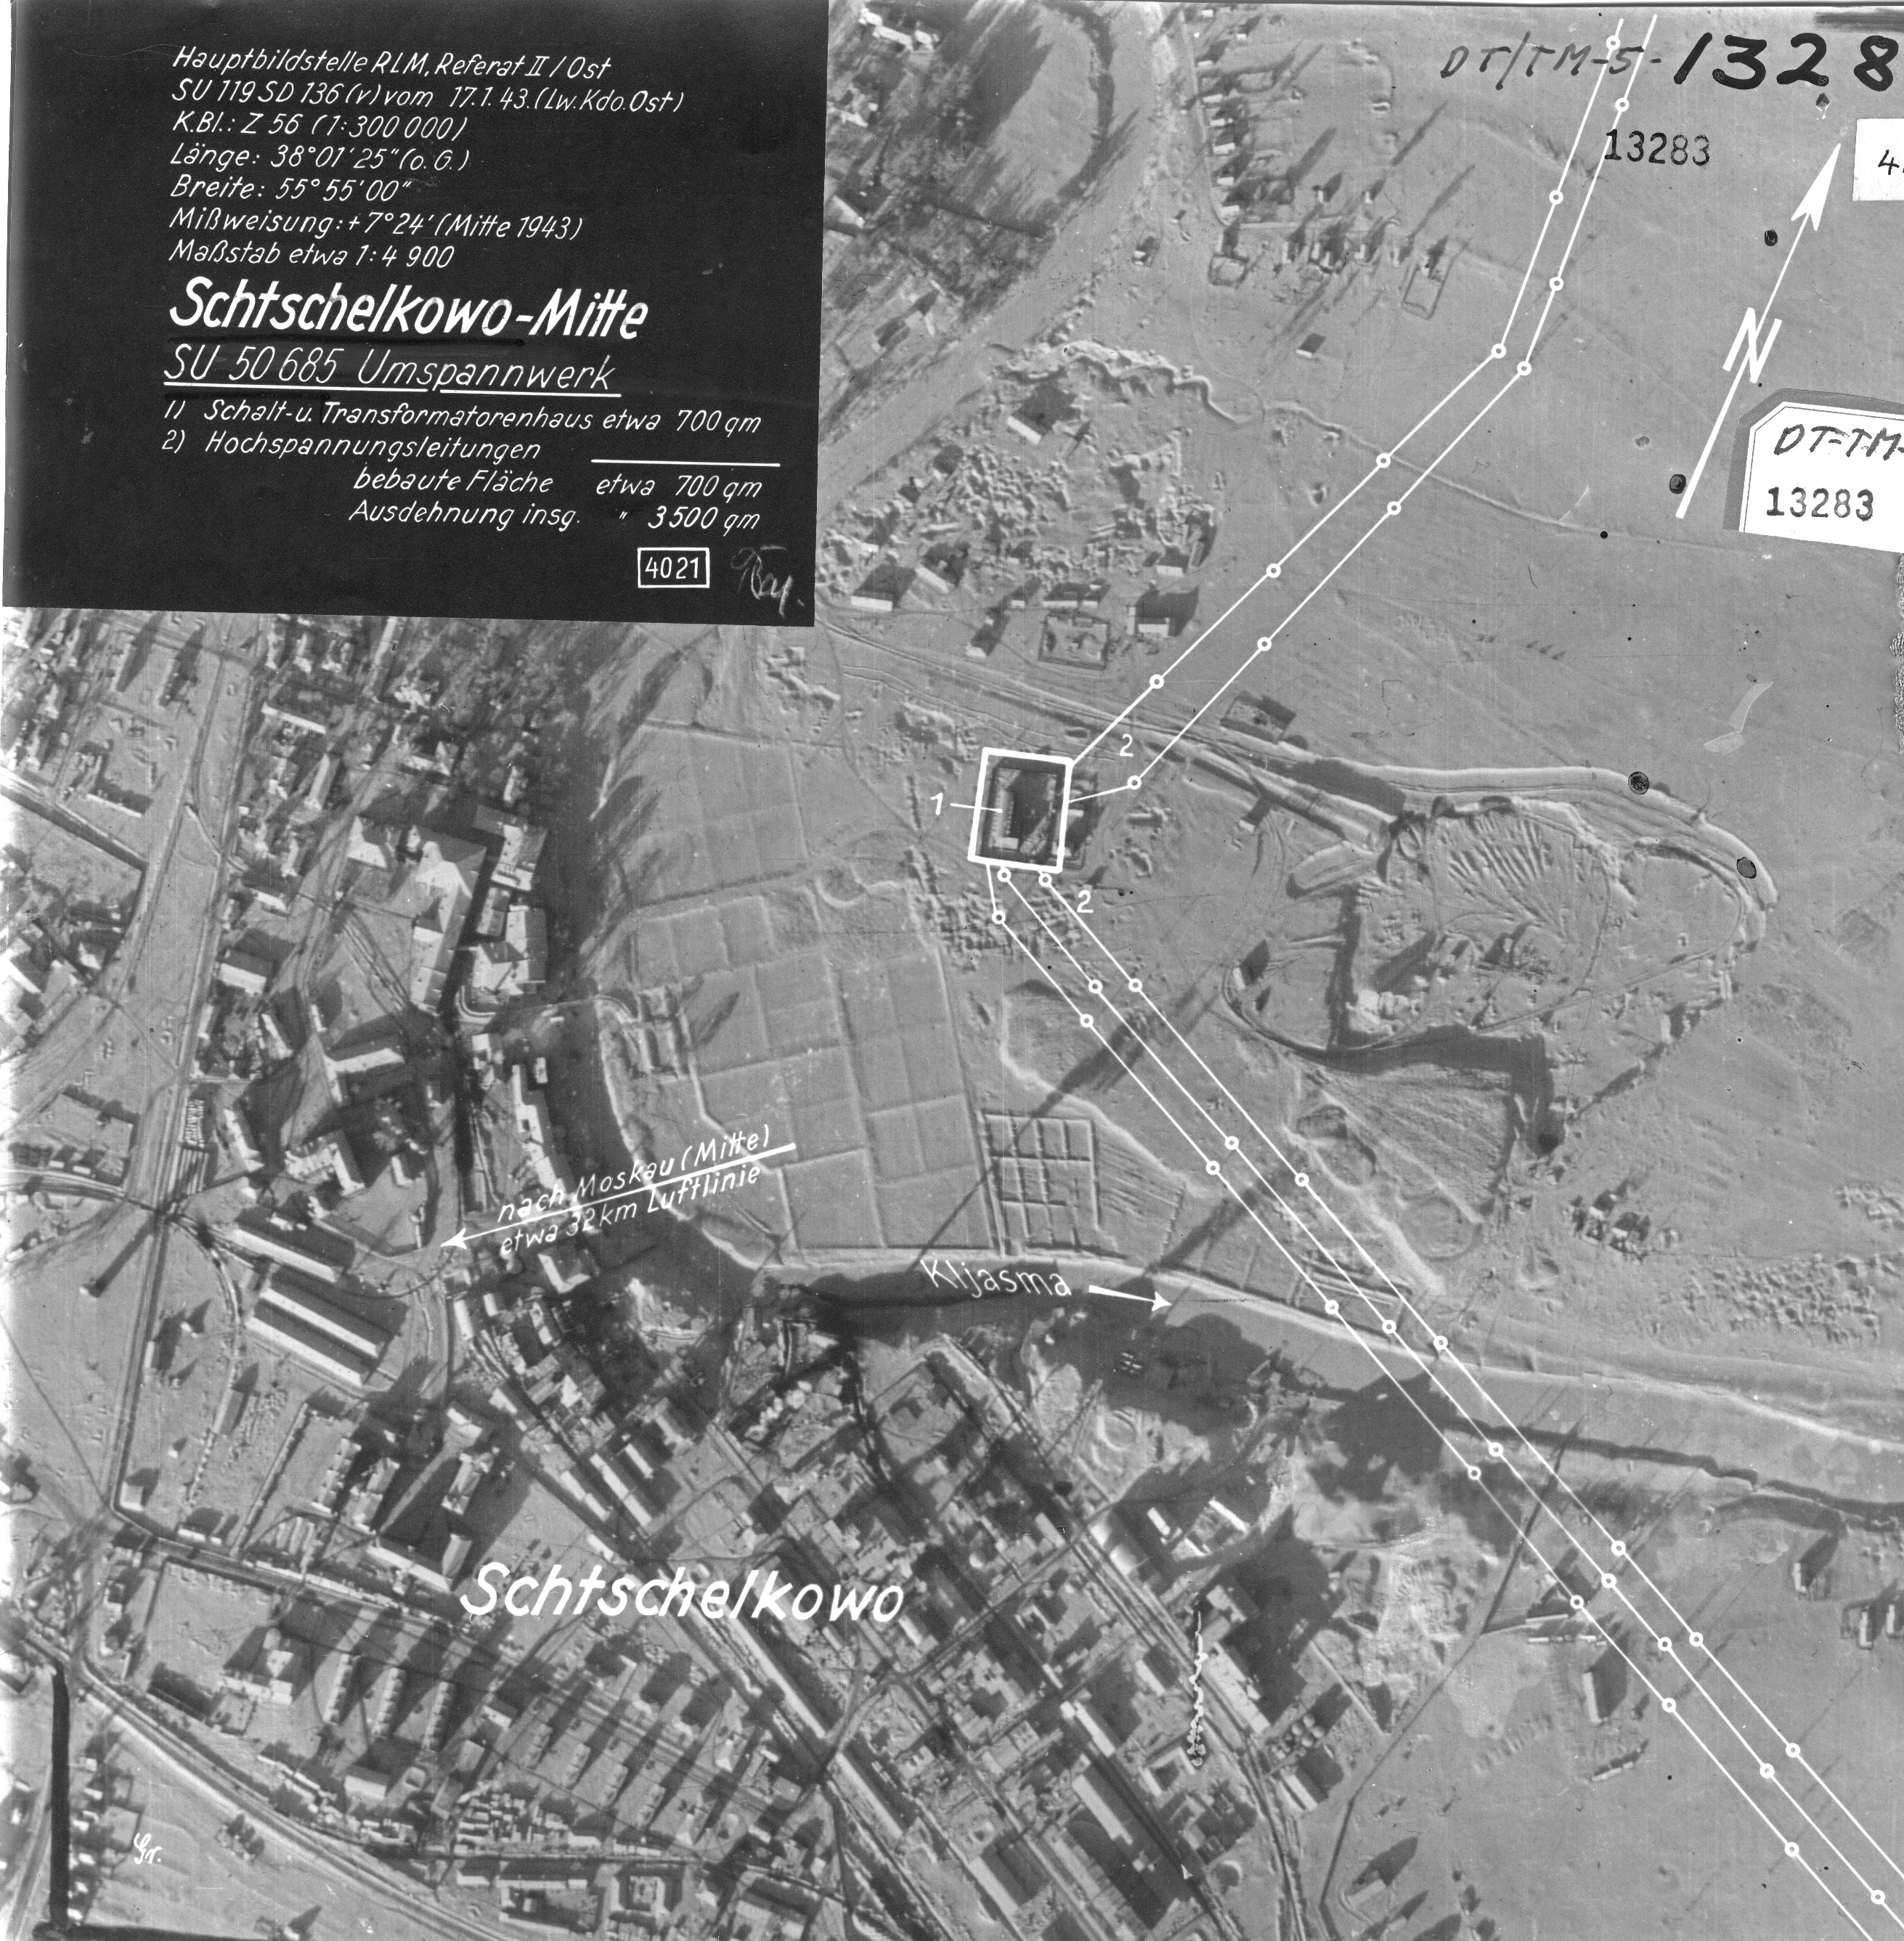 Hauptbildstelle RLM, Referat II / Ost
SU 119 SD 136 (v) vom 17.1.43. (Lw. Kdo. Ost)
K.Bl.: Z 56 (1:300 000)
Länge: 38°01'25" (o. G.)
Breite: 55°55'00"
Mißweisung: + 7°24' (Mitte 1943)
Maßstab etwa 1:4 900
Schtschelkowo-Mitte
SU 50 685 Umspannwerk
1) Schalt-u. Transformatorenhaus etwa 700 qm
2) Hochspannungsleitungen
bebaute Fläche etwa 700 qm
Ausdehnung insg. " 3500 qm
4021
DT/TM-5-1328
13283
4
N
DT-TM-
13283
2
1
2
nach Moskau (Mitte)
etwa 32km Luftlinie
Kljasma
Schtschelkowo
Gr.